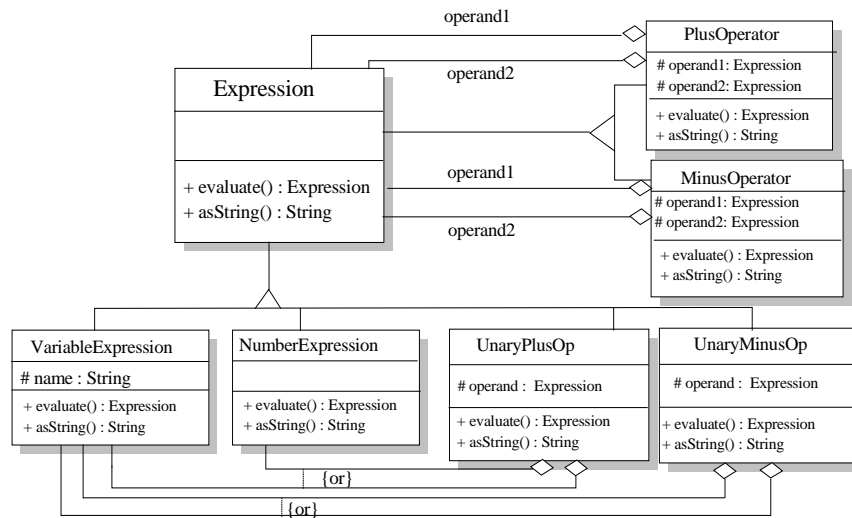 operand1
operand2
PlusOperator
# operand1: Expression
# operand2: Expression
+ evaluate() : Expression
+ asString() : String
Expression
+ evaluate() : Expression
+ asString() : String
operand1
operand2
MinusOperator
# operand1: Expression
# operand2: Expression
+ evaluate() : Expression
+ asString() : String
VariableExpression
# name : String
+ evaluate() : Expression
+ asString() : String
NumberExpression
+ evaluate() : Expression
+ asString() : String
UnaryPlusOp
# operand : Expression
+ evaluate() : Expression
+ asString() : String
UnaryMinusOp
# operand : Expression
+ evaluate() : Expression
+ asString() : String
{or}
{or}